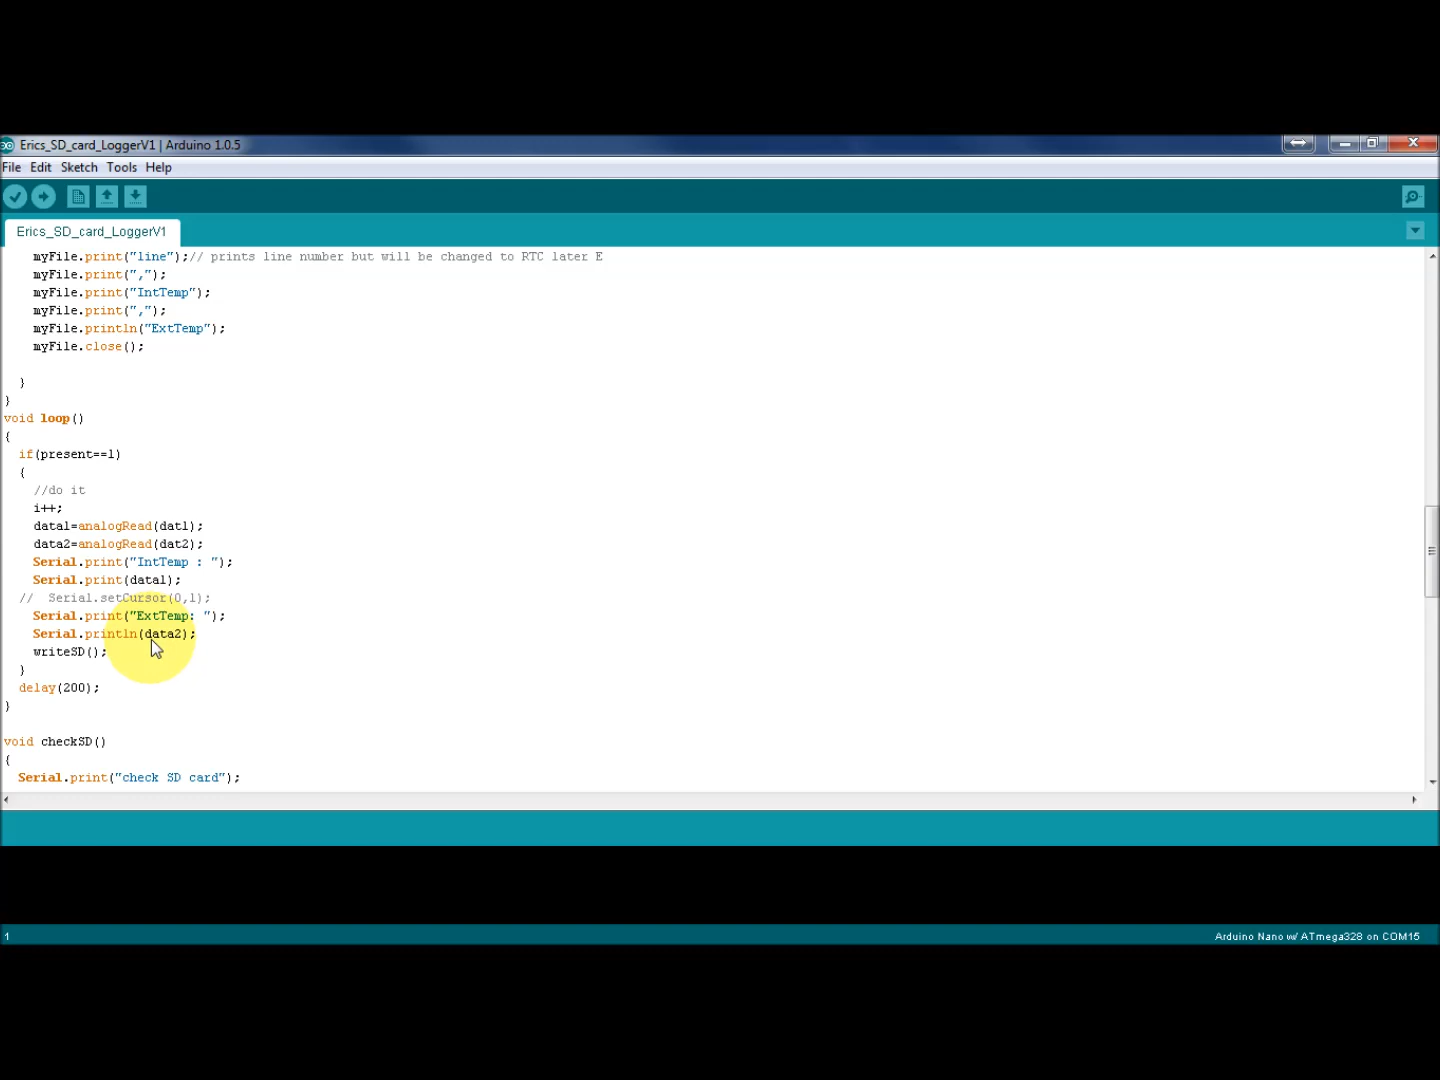 Erics_SD_card_LoggerV1 | Arduino 1.0.5
File Edit Sketch Tools Help
Erics_SD_card_LoggerV1
myFile.print("line");// prints line number but will be changed to RTC later E
myFile.print(",");
myFile.print("IntTemp");
myFile.print(",");
myFile.println("ExtTemp");
myFile.close();
}
}
void loop()
{
if(present==1)
{
//do it
i++;
data1=analogRead(dat1);
data2=analogRead(dat2);
Serial.print("IntTemp : ");
Serial.print(data1);
// Serial.setCursor(0,1);
Serial.print("ExtTemp: ");
Serial.println(data2);
writeSD();
}
delay(200);
}
void checkSD()
{
Serial.print("check SD card");
1 Arduino Nano w/ ATmega328 on COM15